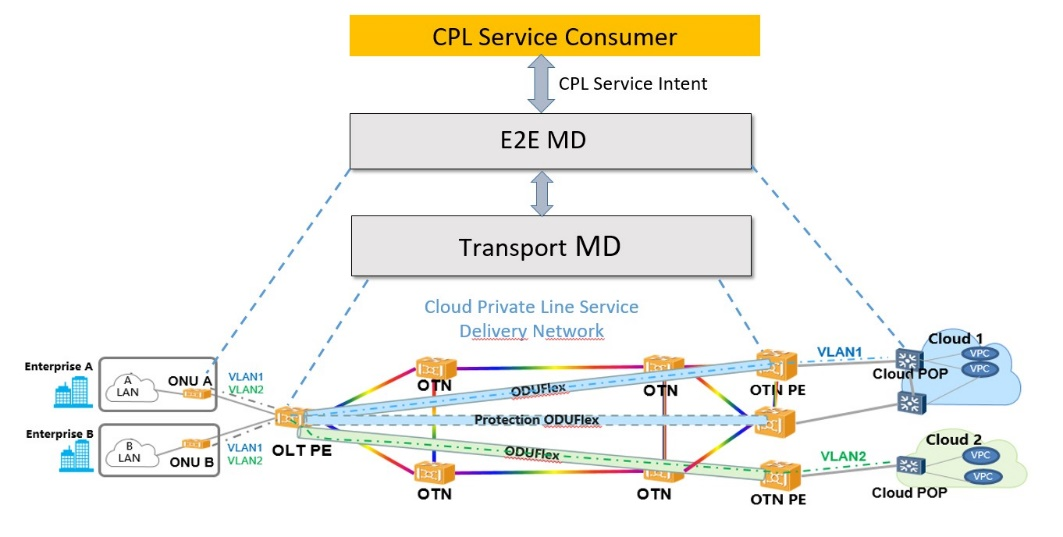 CPL Service Consumer
CPL Service Intent
E2E MD
Transport MD
Cloud Private Line Service
Delivery Network
Enterprise A
A
LAN
ONU A
VLAN1
VLAN2
Enterprise B
B
LAN
ONU B
VLAN1
VLAN2
OLT PE
OTN
OTN
ODUFlex
Protection ODUFlex
ODUFlex
OTN
OTN
OTN PE
OTN PE
VLAN1
VLAN2
Cloud 1
VPC
VPC
Cloud POP
Cloud 2
VPC
VPC
Cloud POP